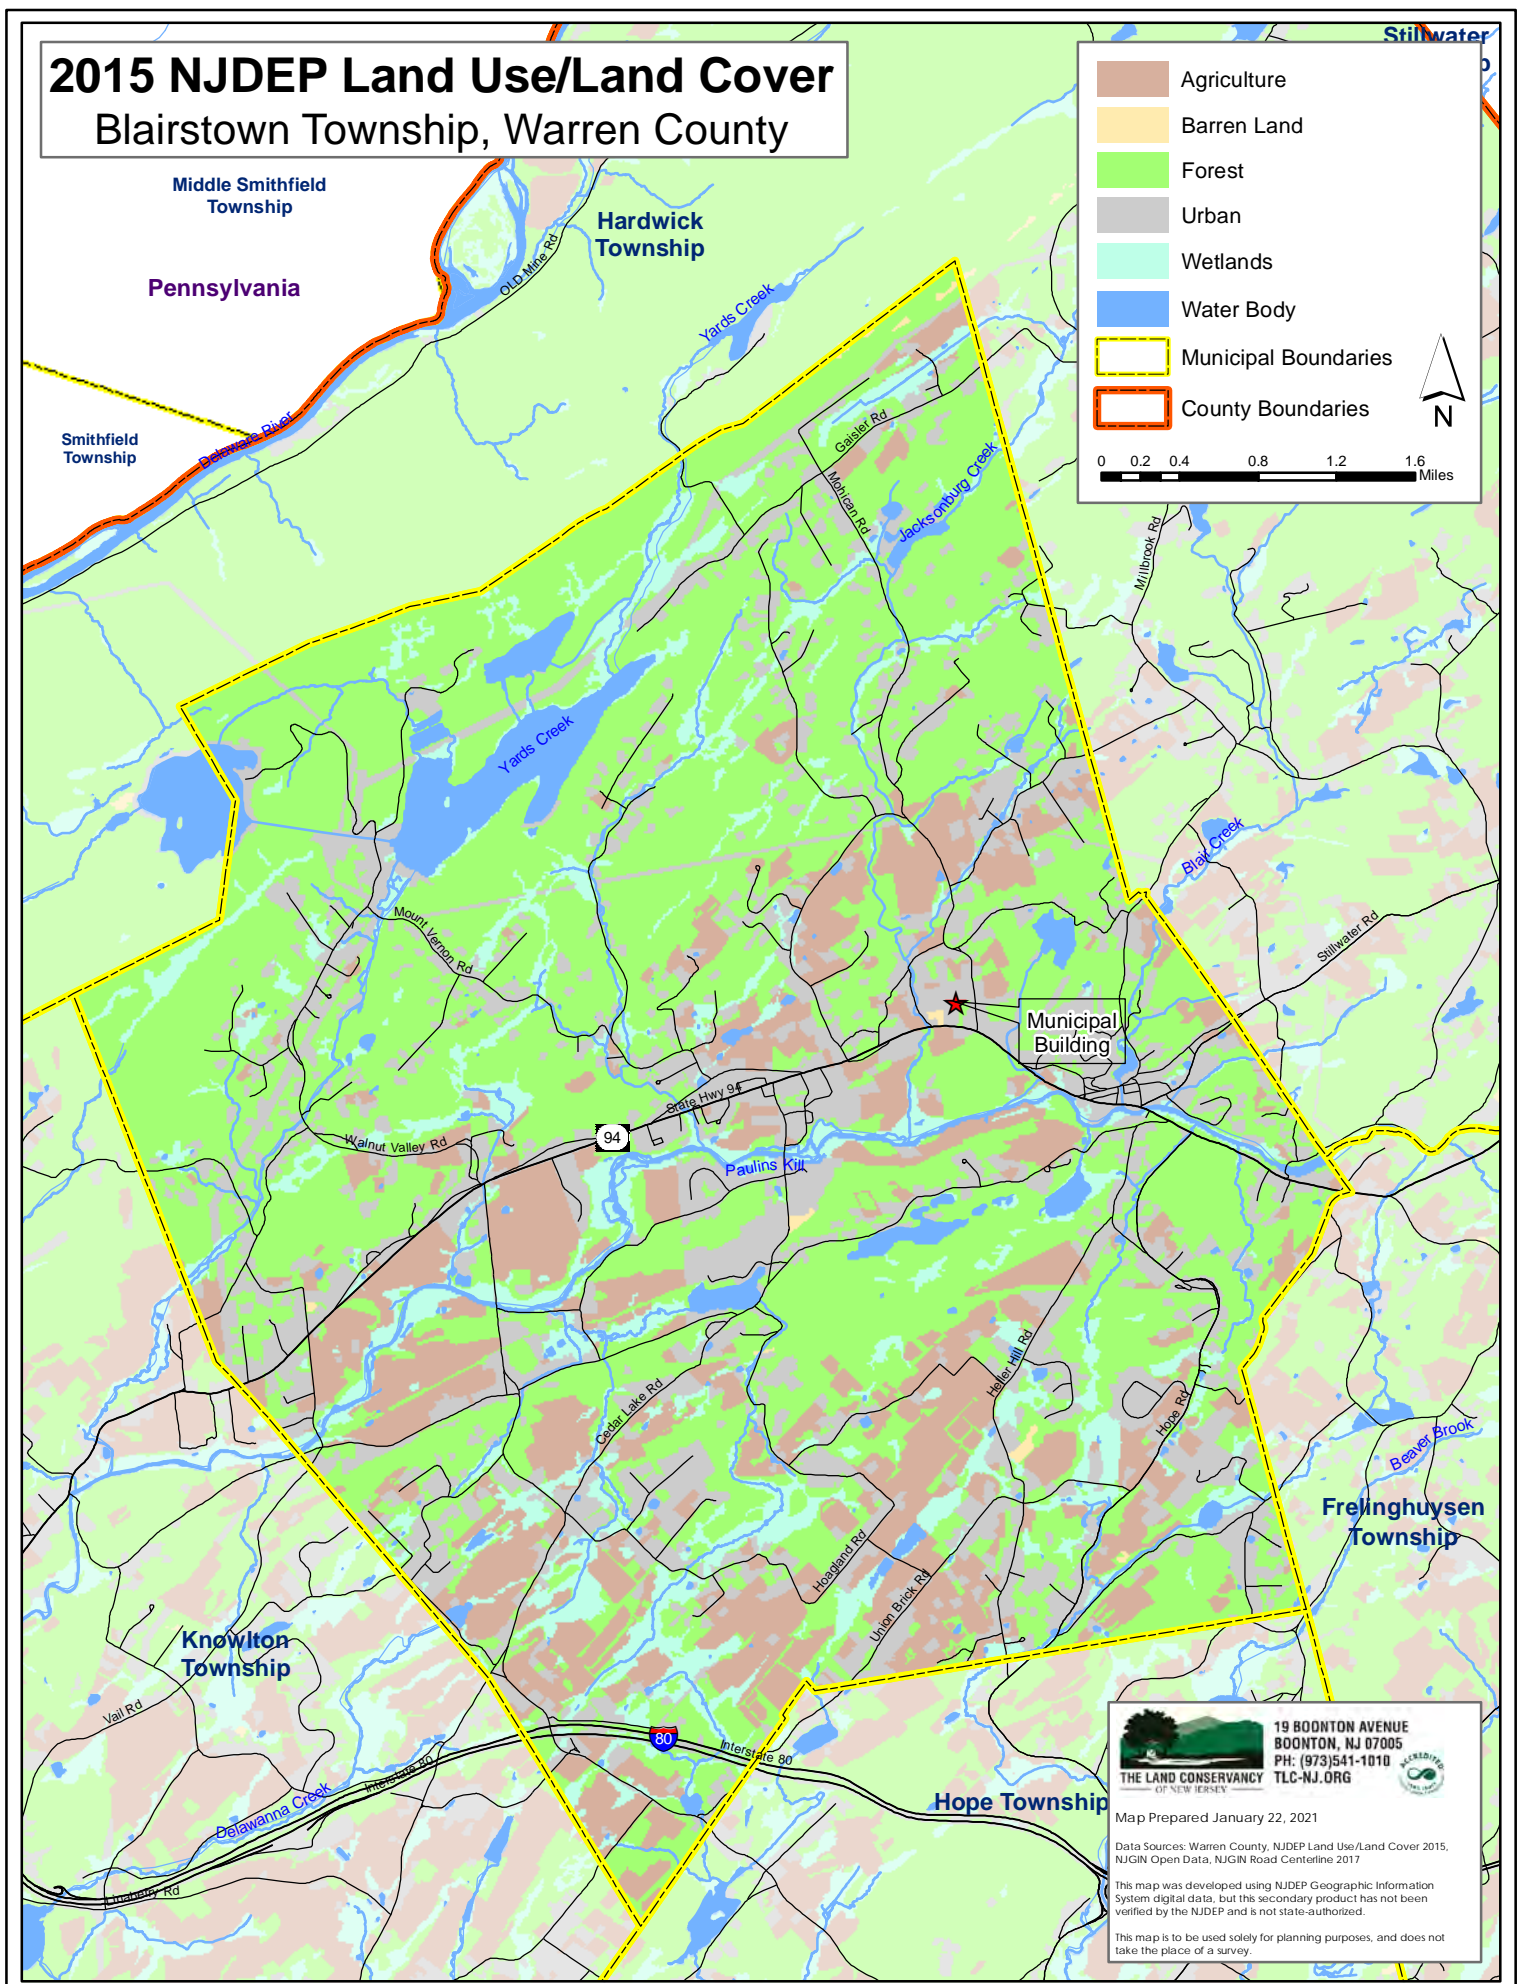 2015 NJDEP Land Use/Land Cover
Blairstown Township, Warren County
Stillwater
Agriculture
Barren Land
Forest
Urban
Wetlands
Water Body
Municipal Boundaries
County Boundaries
N
0 0.2 0.4 0.8 1.2 1.6
Miles
Middle Smithfield
Township
Pennsylvania
Hardwick
Township
OLD Mine Rd
Yards Creek
Smithfield
Township
Delaware River
Gaisler Rd
Mohican Rd
Jacksonburg Creek
Millbrook Rd
Yards Creek
Blair Creek
Stillwater Rd
Mount Vernon Rd
Municipal
Building
State Hwy 94
94
Walnut Valley Rd
Paulins Kill
Heller Hill Rd
Cedar Lake Rd
Hope Rd
Beaver Brook
Frelinghuysen
Township
Hoagland Rd
Union Brick Rd
Knowlton
Township
Vail Rd
80
Interstate 80
Interstate 80
Delawanna Creek
Hope Township
Linaberry Rd
THE LAND CONSERVANCY
OF NEW JERSEY
19 BOONTON AVENUE
BOONTON, NJ 07005
PH: (973)541-1010
TLC-NJ.ORG
ACCREDITED
Map Prepared January 22, 2021
Data Sources: Warren County, NJDEP Land Use/Land Cover 2015,
NJGIN Open Data, NJGIN Road Centerline 2017
This map was developed using NJDEP Geographic Information
System digital data, but this secondary product has not been
verified by the NJDEP and is not state-authorized.
This map is to be used solely for planning purposes, and does not
take the place of a survey.